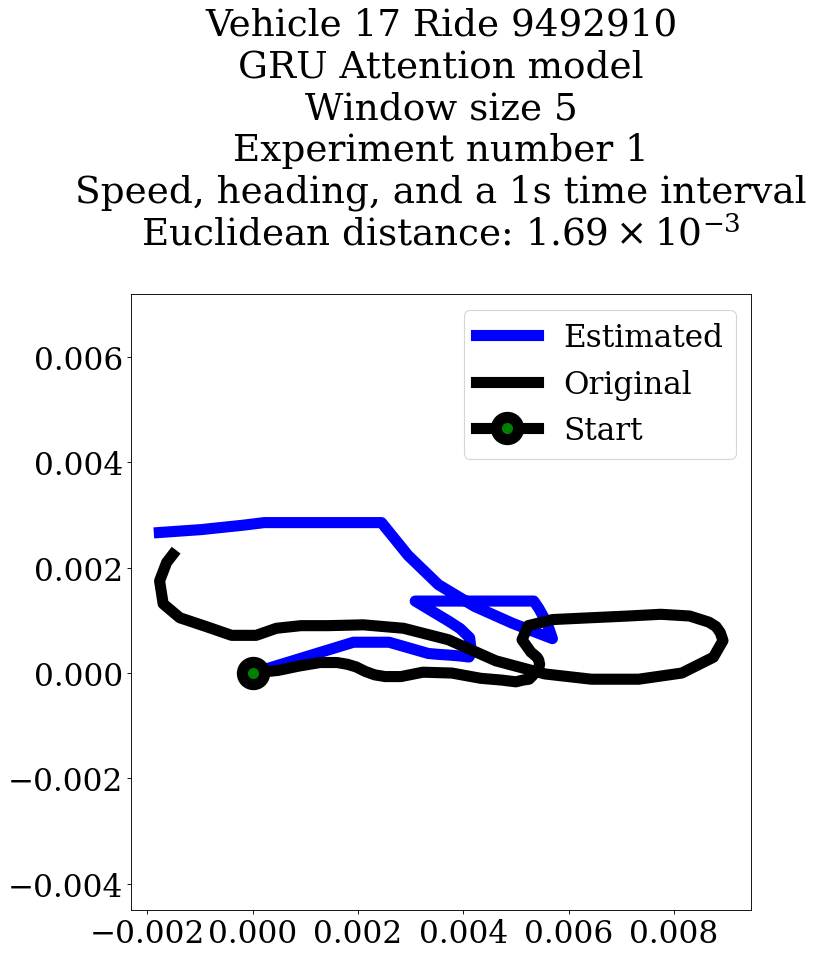 Vehicle 17 Ride 9492910
GRU Attention model
Window size 5
Experiment number 1
Speed, heading, and a 1s time interval
Euclidean distance: 1.69 × 10⁻³
Estimated
Original
Start
0.006
0.004
0.002
0.000
−0.002
−0.004
−0.002 0.000 0.002 0.004 0.006 0.008